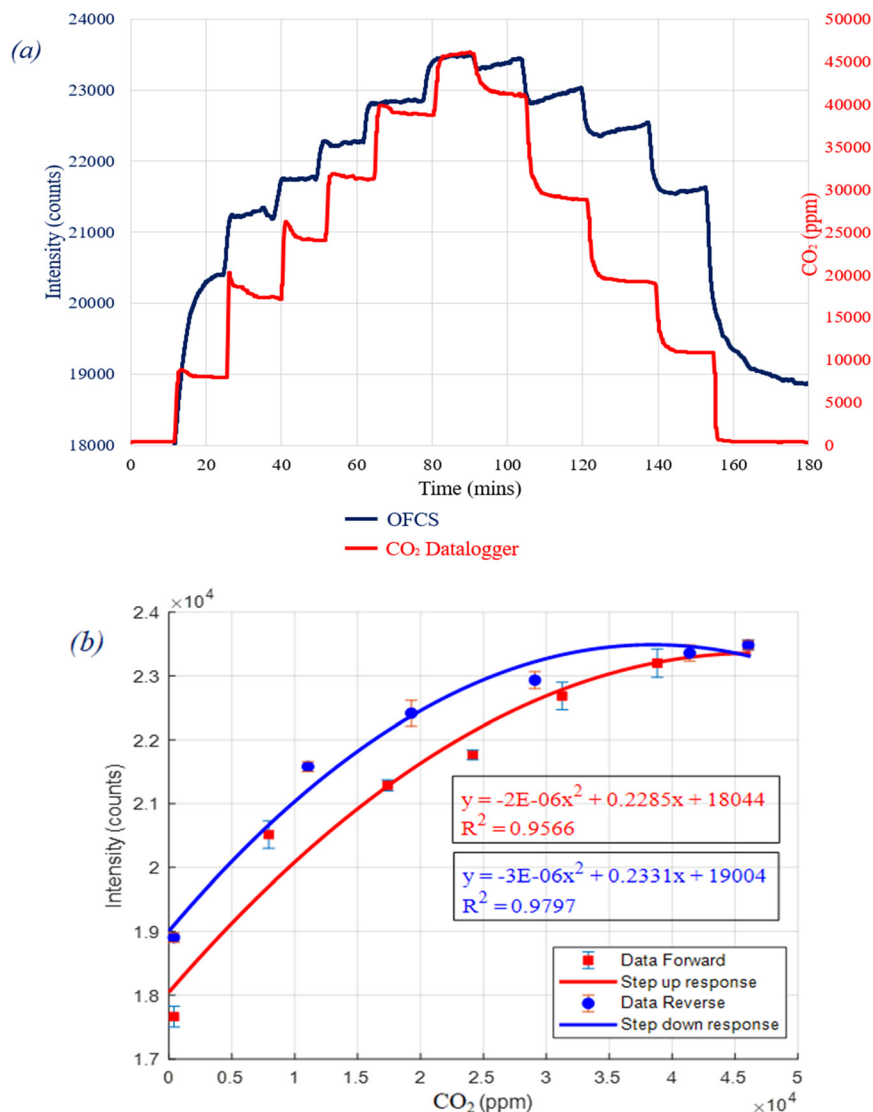 (a)
Intensity (counts)
24000
23000
22000
21000
20000
19000
18000
CO₂ (ppm)
50000
45000
40000
35000
30000
25000
20000
15000
10000
5000
0
0 20 40 60 80 100 120 140 160 180
Time (mins)
OFCS
CO₂ Datalogger
(b)
×10⁴
Intensity (counts)
2.4
2.3
2.2
2.1
2
1.9
1.8
1.7
y = -2E-06x² + 0.2285x + 18044
R² = 0.9566
y = -3E-06x² + 0.2331x + 19004
R² = 0.9797
Data Forward
Step up response
Data Reverse
Step down response
0 0.5 1 1.5 2 2.5 3 3.5 4 4.5 5
CO₂ (ppm)
×10⁴